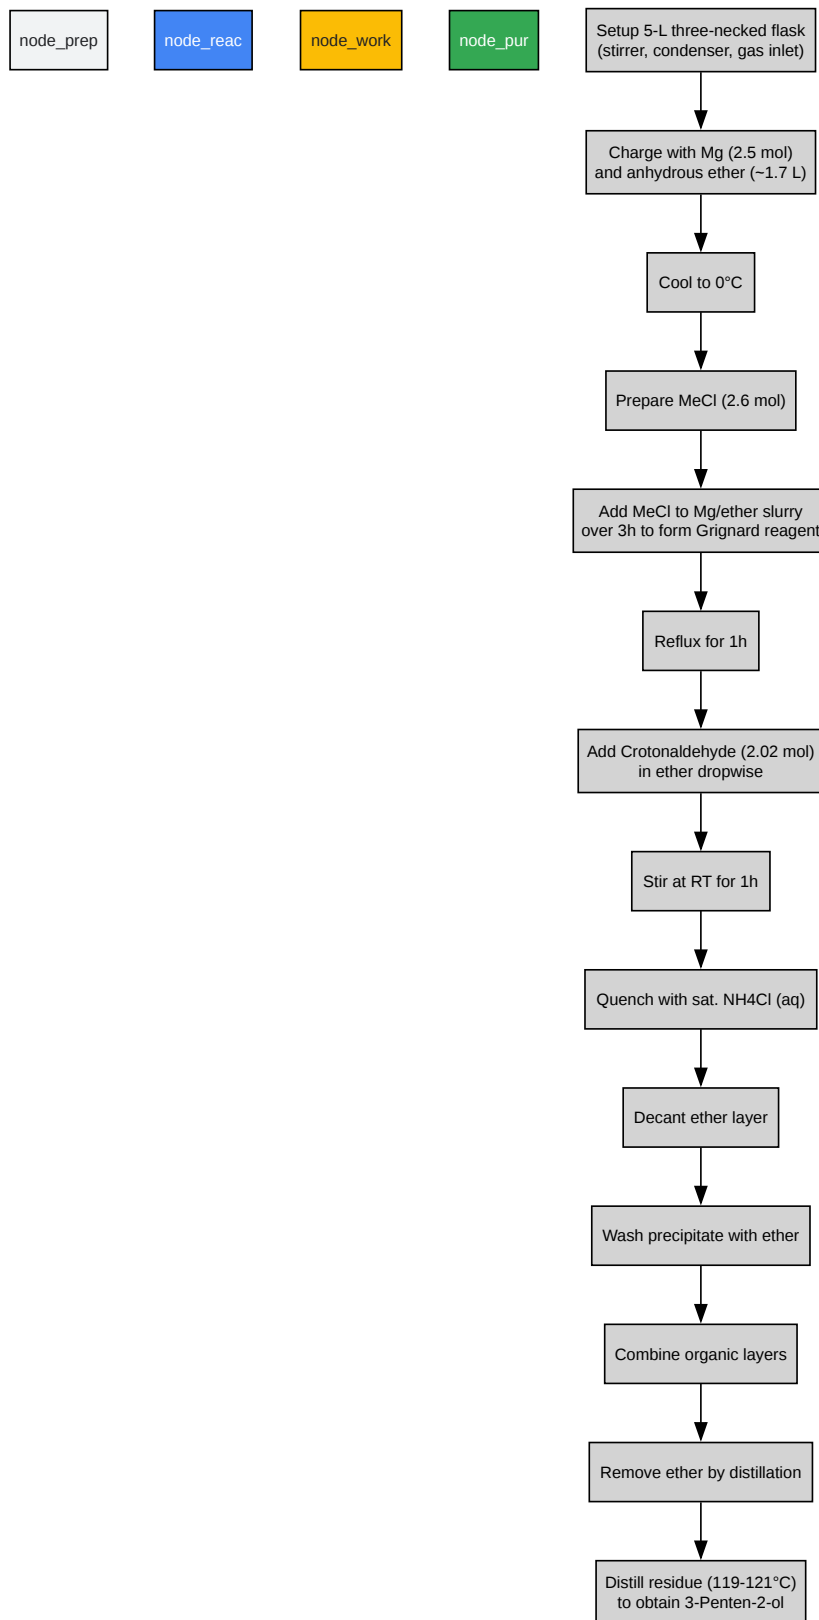 node_prep
node_reac
node_work
node_pur
Setup 5-L three-necked flask
(stirrer, condenser, gas inlet)
Charge with Mg (2.5 mol)
and anhydrous ether (~1.7 L)
Cool to 0°C
Prepare MeCl (2.6 mol)
Add MeCl to Mg/ether slurry
over 3h to form Grignard reagent
Reflux for 1h
Add Crotonaldehyde (2.02 mol)
in ether dropwise
Stir at RT for 1h
Quench with sat. NH4Cl (aq)
Decant ether layer
Wash precipitate with ether
Combine organic layers
Remove ether by distillation
Distill residue (119-121°C)
to obtain 3-Penten-2-ol